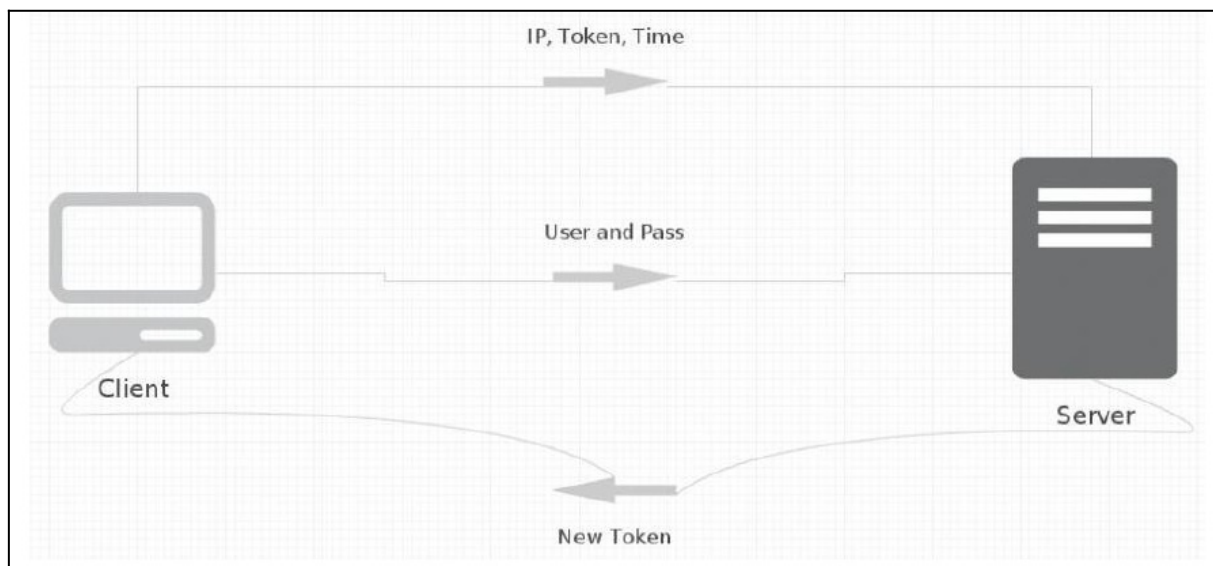 IP, Token, Time
User and Pass
Client
Server
New Token